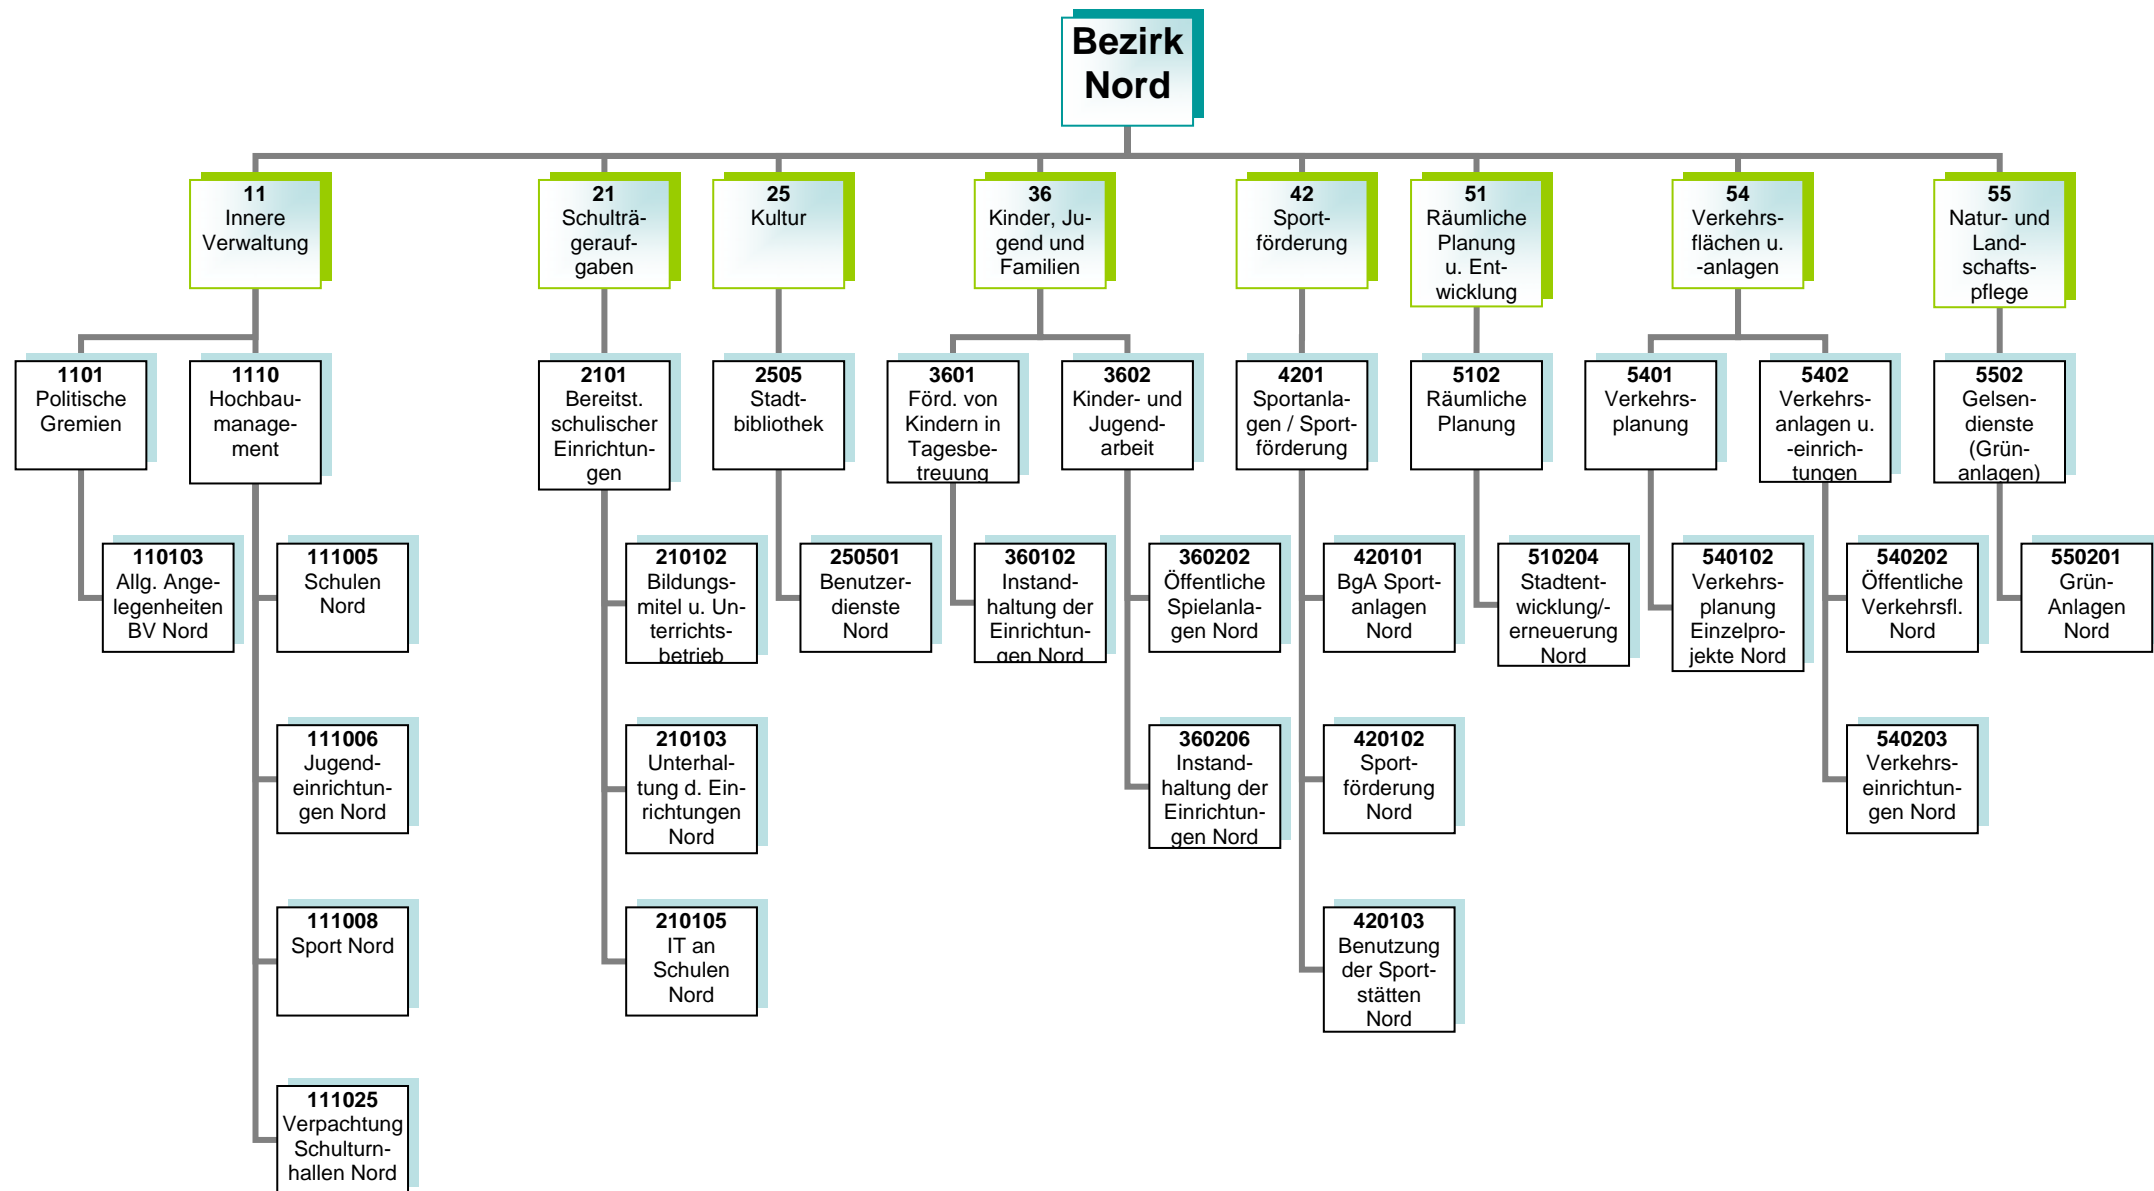 Bezirk
Nord
11
Innere
Verwaltung
21
Schulträ-
gerauf-
gaben
25
Kultur
36
Kinder, Ju-
gend und
Familien
42
Sport-
förderung
51
Räumliche
Planung
u. Ent-
wicklung
54
Verkehrs-
flächen u.
-anlagen
55
Natur- und
Land-
schafts-
pflege
1101
Politische
Gremien
1110
Hochbau-
manage-
ment
2101
Bereitst.
schulischer
Einrichtun-
gen
2505
Stadt-
bibliothek
3601
Förd. von
Kindern in
Tagesbe-
treuung
3602
Kinder- und
Jugend-
arbeit
4201
Sportanla-
gen / Sport-
förderung
5102
Räumliche
Planung
5401
Verkehrs-
planung
5402
Verkehrs-
anlagen u.
-einrich-
tungen
5502
Gelsen-
dienste
(Grün-
anlagen)
110103
Allg. Ange-
legenheiten
BV Nord
111005
Schulen
Nord
210102
Bildungs-
mitel u. Un-
terrichts-
betrieb
250501
Benutzer-
dienste
Nord
360102
Instand-
haltung der
Einrichtun-
gen Nord
360202
Öffentliche
Spielanla-
gen Nord
420101
BgA Sport-
anlagen
Nord
510204
Stadtent-
wicklung/-
erneuerung
Nord
540102
Verkehrs-
planung
Einzelpro-
jekte Nord
540202
Öffentliche
Verkehrsfl.
Nord
550201
Grün-
Anlagen
Nord
111006
Jugend-
einrichtun-
gen Nord
210103
Unterhal-
tung d. Ein-
richtungen
Nord
360206
Instand-
haltung der
Einrichtun-
gen Nord
420102
Sport-
förderung
Nord
540203
Verkehrs-
einrichtun-
gen Nord
111008
Sport Nord
210105
IT an
Schulen
Nord
420103
Benutzung
der Sport-
stätten
Nord
111025
Verpachtung
Schulturn-
hallen Nord